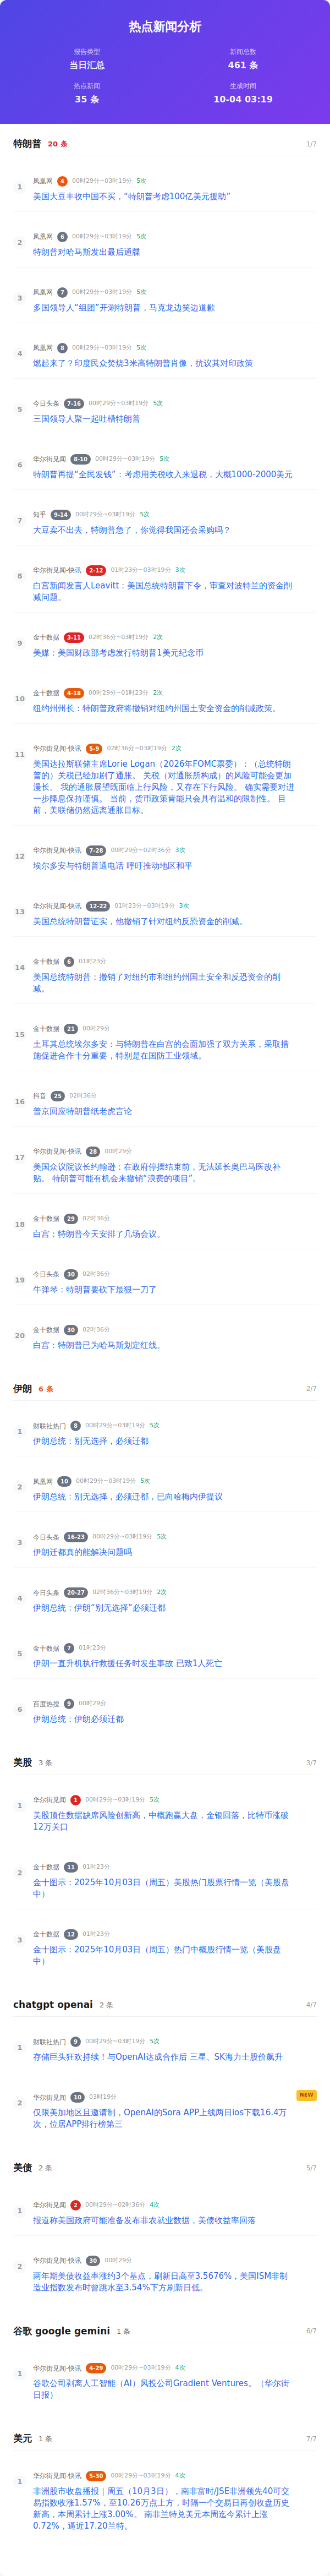 热点新闻分析
报告类型
新闻总数
当日汇总
461 条
热点新闻
生成时间
35 条
10-04 03:19
特朗普 20 条 1/7
1
凤凰网 4 00时29分~03时19分 5次
美国大豆丰收中国不买，“特朗普考虑100亿美元援助”
2
凤凰网 6 00时29分~03时19分 5次
特朗普对哈马斯发出最后通牒
3
凤凰网 7 00时29分~03时19分 5次
多国领导人“组团”开涮特朗普，马克龙边笑边道歉
4
凤凰网 8 00时29分~03时19分 5次
燃起来了？印度民众焚烧3米高特朗普肖像，抗议其对印政策
5
今日头条 7-16 00时29分~03时19分 5次
三国领导人聚一起吐槽特朗普
6
华尔街见闻 8-10 00时29分~03时19分 5次
特朗普再提“全民发钱”：考虑用关税收入来退税，大概1000-2000美元
7
知乎 9-14 00时29分~03时19分 5次
大豆卖不出去，特朗普急了，你觉得我国还会采购吗？
8
华尔街见闻-快讯 2-12 01时23分~03时19分 3次
白宫新闻发言人Leavitt：美国总统特朗普下令，审查对波特兰的资金削
减问题。
9
金十数据 3-11 02时36分~03时19分 2次
美媒：美国财政部考虑发行特朗普1美元纪念币
10
金十数据 4-18 00时29分~01时23分 2次
纽约州州长：特朗普政府将撤销对纽约州国土安全资金的削减政策。
11
华尔街见闻-快讯 5-9 02时36分~03时19分 2次
美国达拉斯联储主席Lorie Logan（2026年FOMC票委）：（总统特朗
普的）关税已经加剧了通胀。 关税（对通胀所构成）的风险可能会更加
漫长。 我的通胀展望既面临上行风险，又存在下行风险。 确实需要对进
一步降息保持谨慎。 当前，货币政策肯能只会具有温和的限制性。 目
前，美联储仍然远离通胀目标。
12
华尔街见闻-快讯 7-28 00时29分~02时36分 3次
埃尔多安与特朗普通电话 呼吁推动地区和平
13
华尔街见闻-快讯 12-22 01时23分~03时19分 3次
美国总统特朗普证实，他撤销了针对纽约反恐资金的削减。
14
金十数据 6 01时23分
美国总统特朗普：撤销了对纽约市和纽约州国土安全和反恐资金的削
减。
15
金十数据 21 00时29分
土耳其总统埃尔多安：与特朗普在白宫的会面加强了双方关系，采取措
施促进合作十分重要，特别是在国防工业领域。
16
抖音 25 02时36分
普京回应特朗普纸老虎言论
17
华尔街见闻-快讯 28 00时29分
美国众议院议长约翰逊：在政府停摆结束前，无法延长奥巴马医改补
贴。 特朗普可能有机会来撤销“浪费的项目”。
18
金十数据 29 02时36分
白宫：特朗普今天安排了几场会议。
19
今日头条 30 02时36分
牛弹琴：特朗普要砍下最狠一刀了
20
金十数据 30 02时36分
白宫：特朗普已为哈马斯划定红线。
伊朗 6 条 2/7
1
财联社热门 8 00时29分~03时19分 5次
伊朗总统：别无选择，必须迁都
2
凤凰网 10 00时29分~03时19分 5次
伊朗总统：别无选择，必须迁都，已向哈梅内伊提议
3
今日头条 16-23 00时29分~03时19分 5次
伊朗迁都真的能解决问题吗
4
今日头条 20-27 02时36分~03时19分 2次
伊朗总统：伊朗“别无选择”必须迁都
5
金十数据 7 01时23分
伊朗一直升机执行救援任务时发生事故 已致1人死亡
6
百度热搜 9 00时29分
伊朗总统：伊朗必须迁都
美股 3 条 3/7
1
华尔街见闻 1 00时29分~03时19分 5次
美股顶住数据缺席风险创新高，中概跑赢大盘，金银回落，比特币涨破
12万关口
2
金十数据 11 01时23分
金十图示：2025年10月03日（周五）美股热门股票行情一览（美股盘
中）
3
金十数据 12 01时23分
金十图示：2025年10月03日（周五）热门中概股行情一览（美股盘
中）
chatgpt openai 2 条 4/7
1
财联社热门 9 00时29分~03时19分 5次
存储巨头狂欢持续！与OpenAI达成合作后 三星、SK海力士股价飙升
2
华尔街见闻 10 03时19分 NEW
仅限美加地区且邀请制，OpenAI的Sora APP上线两日ios下载16.4万
次，位居APP排行榜第三
美债 2 条 5/7
1
华尔街见闻 2 00时29分~02时36分 4次
报道称美国政府可能准备发布非农就业数据，美债收益率回落
2
华尔街见闻-快讯 30 00时29分
两年期美债收益率涨约3个基点，刷新日高至3.5676%，美国ISM非制
造业指数发布时曾跳水至3.54%下方刷新日低。
谷歌 google gemini 1 条 6/7
1
华尔街见闻-快讯 4-29 00时29分~03时19分 4次
谷歌公司剥离人工智能（AI）风投公司Gradient Ventures。（华尔街
日报）
美元 1 条 7/7
1
华尔街见闻-快讯 5-30 00时29分~03时19分 4次
非洲股市收盘播报｜周五（10月3日），南非富时/JSE非洲领先40可交
易指数收涨1.57%，至10.26万点上方，时隔一个交易日再创收盘历史
新高，本周累计上涨3.00%。 南非兰特兑美元本周迄今累计上涨
0.72%，逼近17.20兰特。